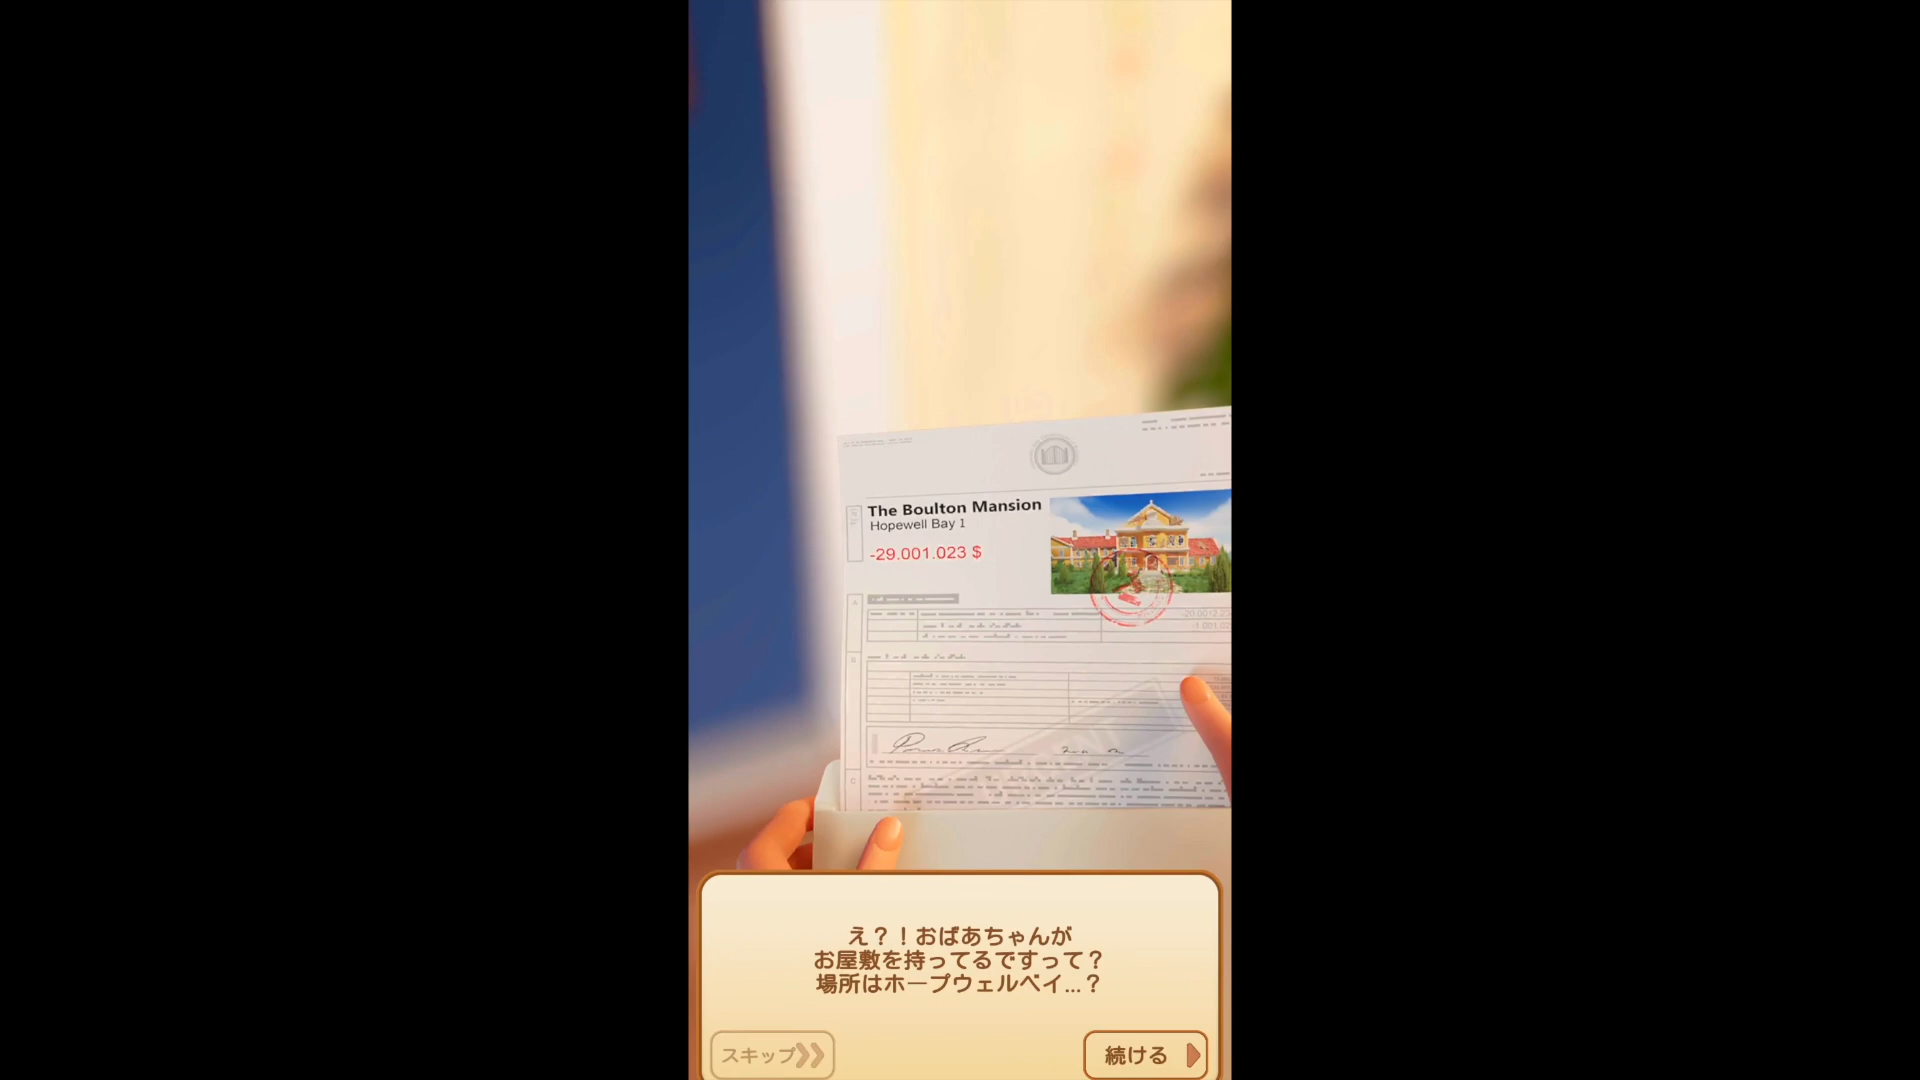 The Boulton Mansion
Hopewell Bay 1
-29.001.023 $
A
B
C
え？！おばあちゃんが
お屋敷を持ってるですって？
場所はホープウェルベイ...？
スキップ
続ける